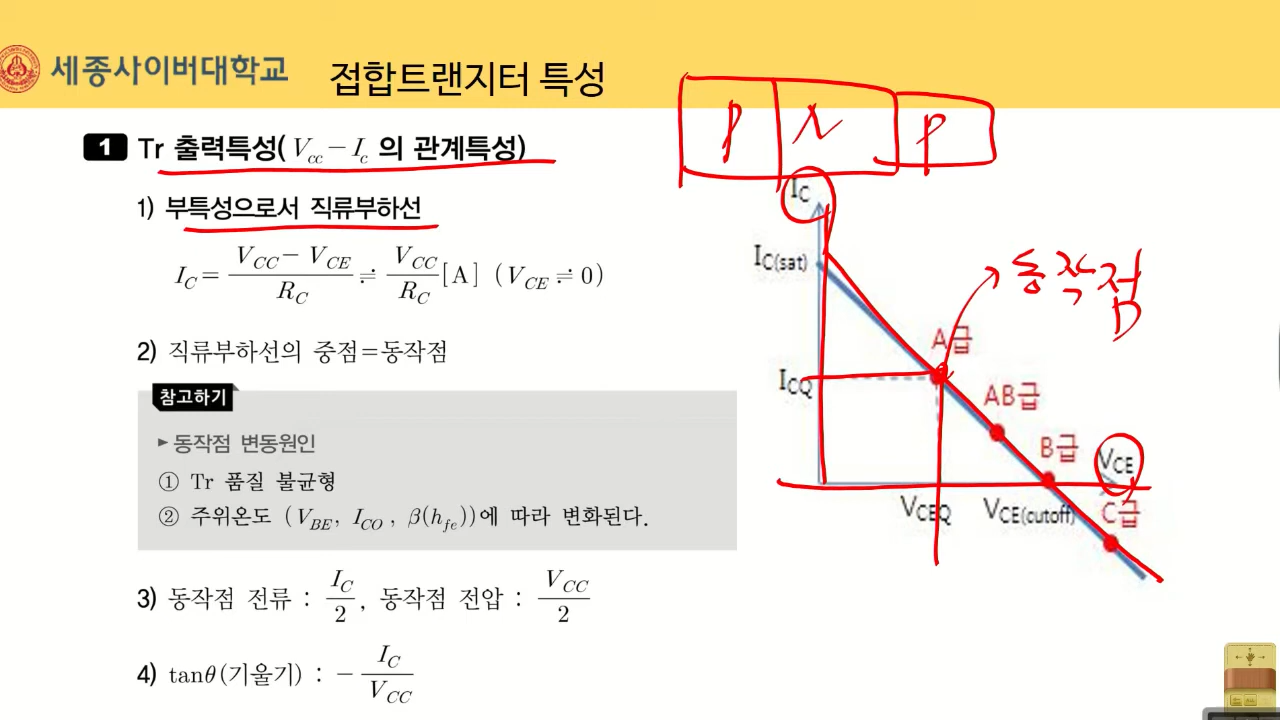 세종사이버대학교 접합트랜지터 특성
P N P
1 Tr 출력특성( V_cc − I_c 의 관계특성)
1) 부특성으로서 직류부하선
I_C = (V_CC − V_CE) / R_C ≒ V_CC / R_C [A] (V_CE ≒ 0)
2) 직류부하선의 중점=동작점
참고하기
▶ 동작점 변동원인
① Tr 품질 불균형
② 주위온도 (V_BE, I_CO, β(h_fe))에 따라 변화된다.
3) 동작점 전류 : I_C / 2, 동작점 전압 : V_CC / 2
4) tanθ(기울기) : − I_C / V_CC
I_C
I_C(sat)
동작점
A급
I_CQ
AB급
B급
V_CE
V_CEQ
V_CE(cutoff)
C급